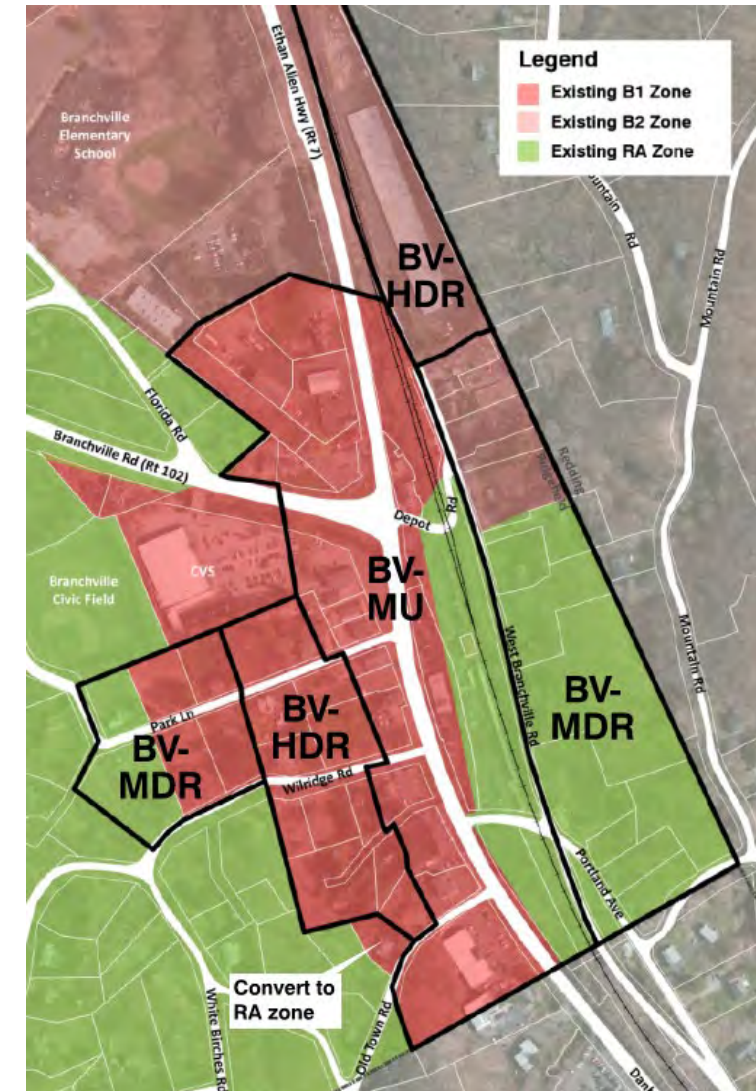 Legend
Existing B1 Zone
Existing B2 Zone
Existing RA Zone
Ethan Allen Hwy (Rt 7)
Branchville
Elementary
School
Mountain Rd
BV-
HDR
Florida Rd
Branchville Rd (Rt 102)
Redding
Ridgefield
Depot Rd
CVS
BV-
MU
Branchville
Civic Field
Mountain Rd
West Branchville Rd
BV-
MDR
Park Ln
BV-
HDR
BV-
MDR
Wilridge Rd
Portland Ave
Convert to
RA zone
White Birches Rd
Old Town Rd